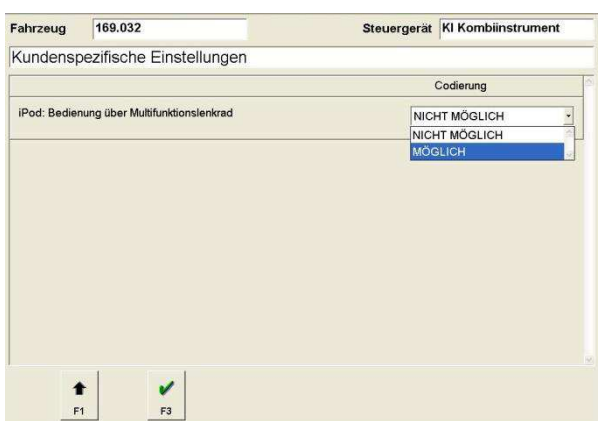 Fahrzeug 169.032 Steuergerät KI Kombiinstrument
Kundenspezifische Einstellungen
Codierung
iPod: Bedienung über Multifunktionslenkrad NICHT MÖGLICH
NICHT MÖGLICH
MÖGLICH
F1 F3